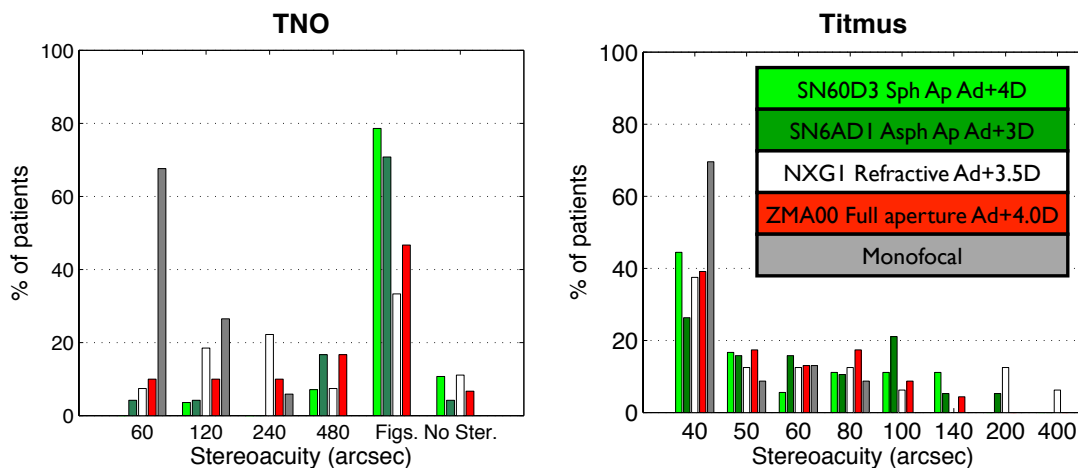 TNO
100
80
60
40
20
0
% of patients
60 120 240 480 Figs. No Ster.
Stereoacuity (arcsec)
Titmus
100
80
60
40
20
0
% of patients
SN60D3 Sph Ap Ad+4D
SN6AD1 Asph Ap Ad+3D
NXG1 Refractive Ad+3.5D
ZMA00 Full aperture Ad+4.0D
Monofocal
40 50 60 80 100 140 200 400
Stereoacuity (arcsec)